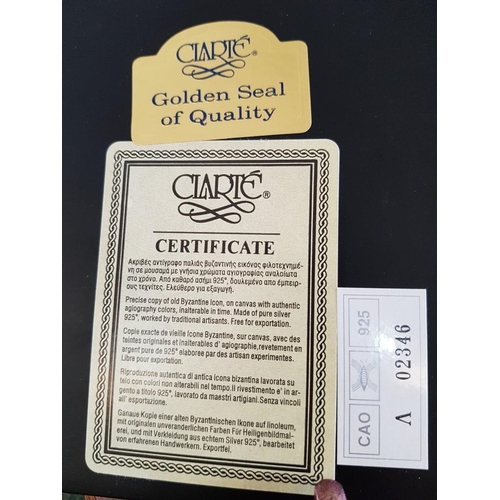 CLARTÉ®
Golden Seal
of Quality
CLARTÉ®
CERTIFICATE
Ακριβές αντίγραφο παλιάς βυζαντινής εικόνας φιλοτεχνημέ-
νη σε μουσαμά με γνήσια χρώματα αγιογραφίας αναλοίωτα
στο χρόνο. Από καθαρό ασήμι 925°, δουλεμένο απο έμπειρ-
ους τεχνίτες. Ελεύθερο για εξαγωγή.
Precise copy of old Byzantine Icon, on canvas with authentic
agiography colors, inalterable in time. Made of pure silver
925°, worked by traditional artisants. Free for exportation.
Copie exacte de vieille Icone Byzantine, sur canvas, avec des
teintes originales et inalterables d' agiographie,revetement en
argent pure de 925° elaboree par des artisan experimentes.
Libre pour exportation.
Riproduzione autentica di antica icona bizantina lavorata su
tela con colori non alterabili nel tempo.Il rivestimento e' in ar-
gento a titolo 925°, lavorato da maestri artigiani.Senza vincoli
all' esportazione.
Ganaue Kopie einer alten Byzantinischen Ikone auf linoleum,
mit originalen unveranderlichen Farben Für Heiligenbildmal-
erei, und mit Verkleidung aus echtem Silver 925°, bearbeitet
von erfahrenen Handwerkern. Exportfel.
CAO 925
Λ 02346